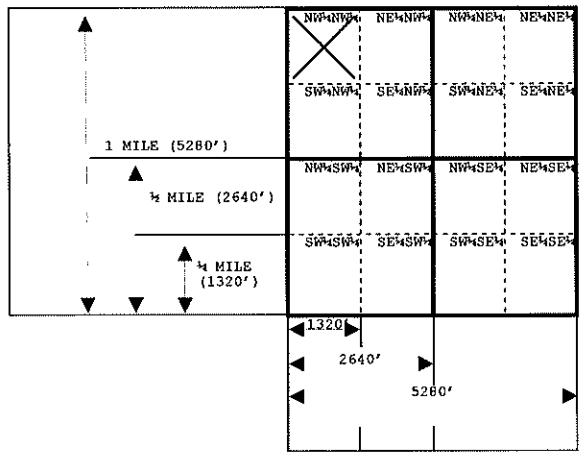 NW¼NW¼ NE¼NW¼ NW¼NE¼ NE¼NE¼
SW¼NW¼ SE¼NW¼ SW¼NE¼ SE¼NE¼
1 MILE (5280')
NW¼SW¼ NE¼SW¼ NW¼SE¼ NE¼SE¼
½ MILE (2640')
SW¼SW¼ SE¼SW¼ SW¼SE¼ SE¼SE¼
¼ MILE
(1320')
1320'
2640'
5280'